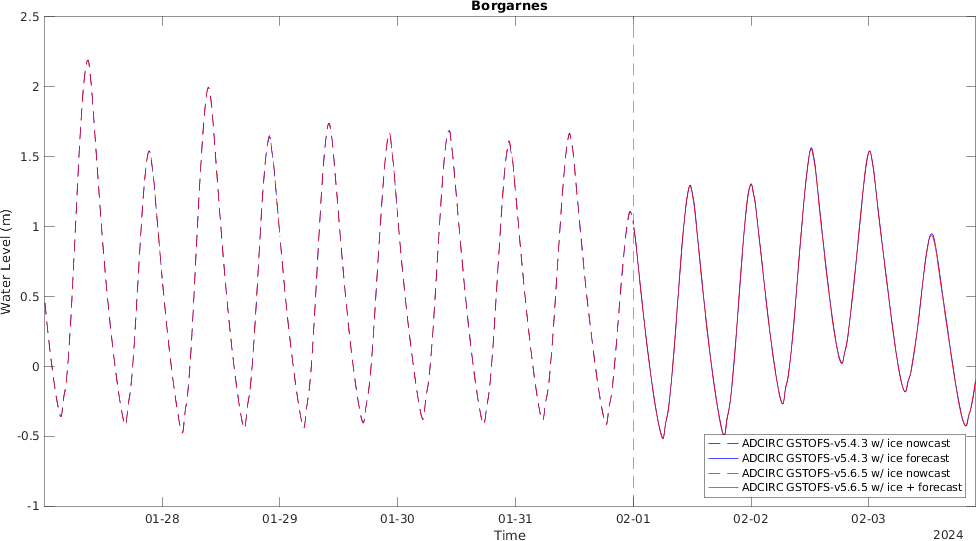 Borgarnes
2.5
2
1.5
1
0.5
0
-0.5
-1
Water Level (m)
01-28
01-29
01-30
01-31
02-01
02-02
02-03
Time
2024
ADCIRC GSTOFS-v5.4.3 w/ ice nowcast
ADCIRC GSTOFS-v5.4.3 w/ ice forecast
ADCIRC GSTOFS-v5.6.5 w/ ice nowcast
ADCIRC GSTOFS-v5.6.5 w/ ice + forecast